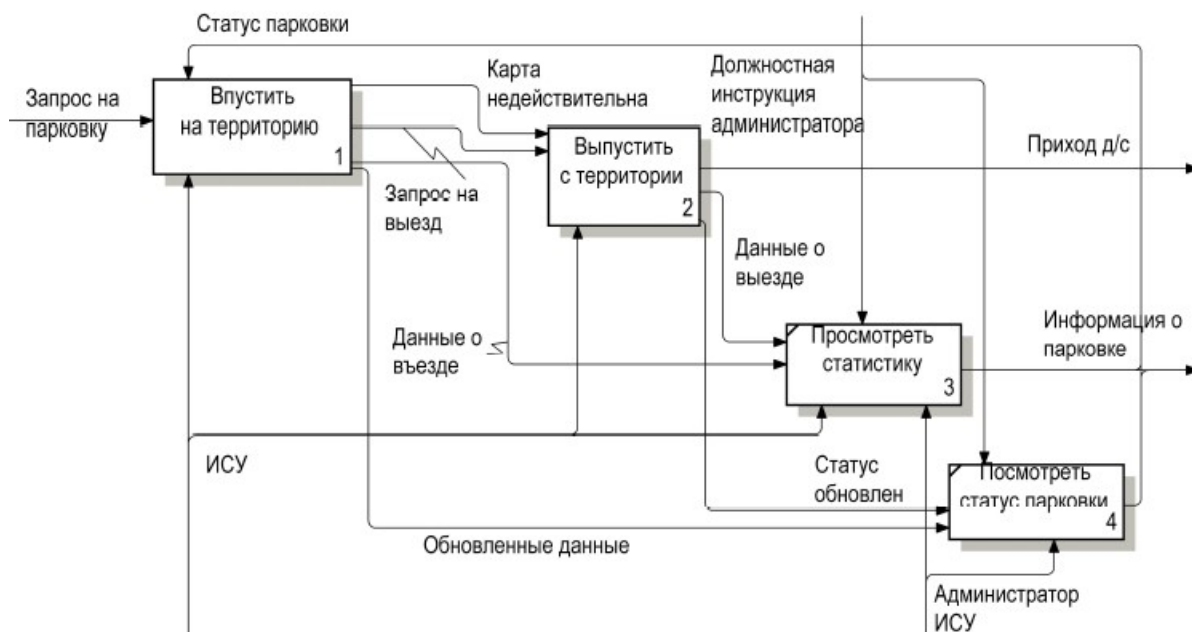 Статус парковки
Запрос на
парковку
Впустить
на территорию
1
Карта
недействительна
Должностная
инструкция
администратора
Выпустить
с территории
2
Приход д/с
Запрос на
выезд
Данные о
выезде
Данные о
въезде
Просмотреть
статистику
3
Информация о
парковке
ИСУ
Статус
обновлен
Посмотреть
статус парковки
4
Обновленные данные
Администратор
ИСУ